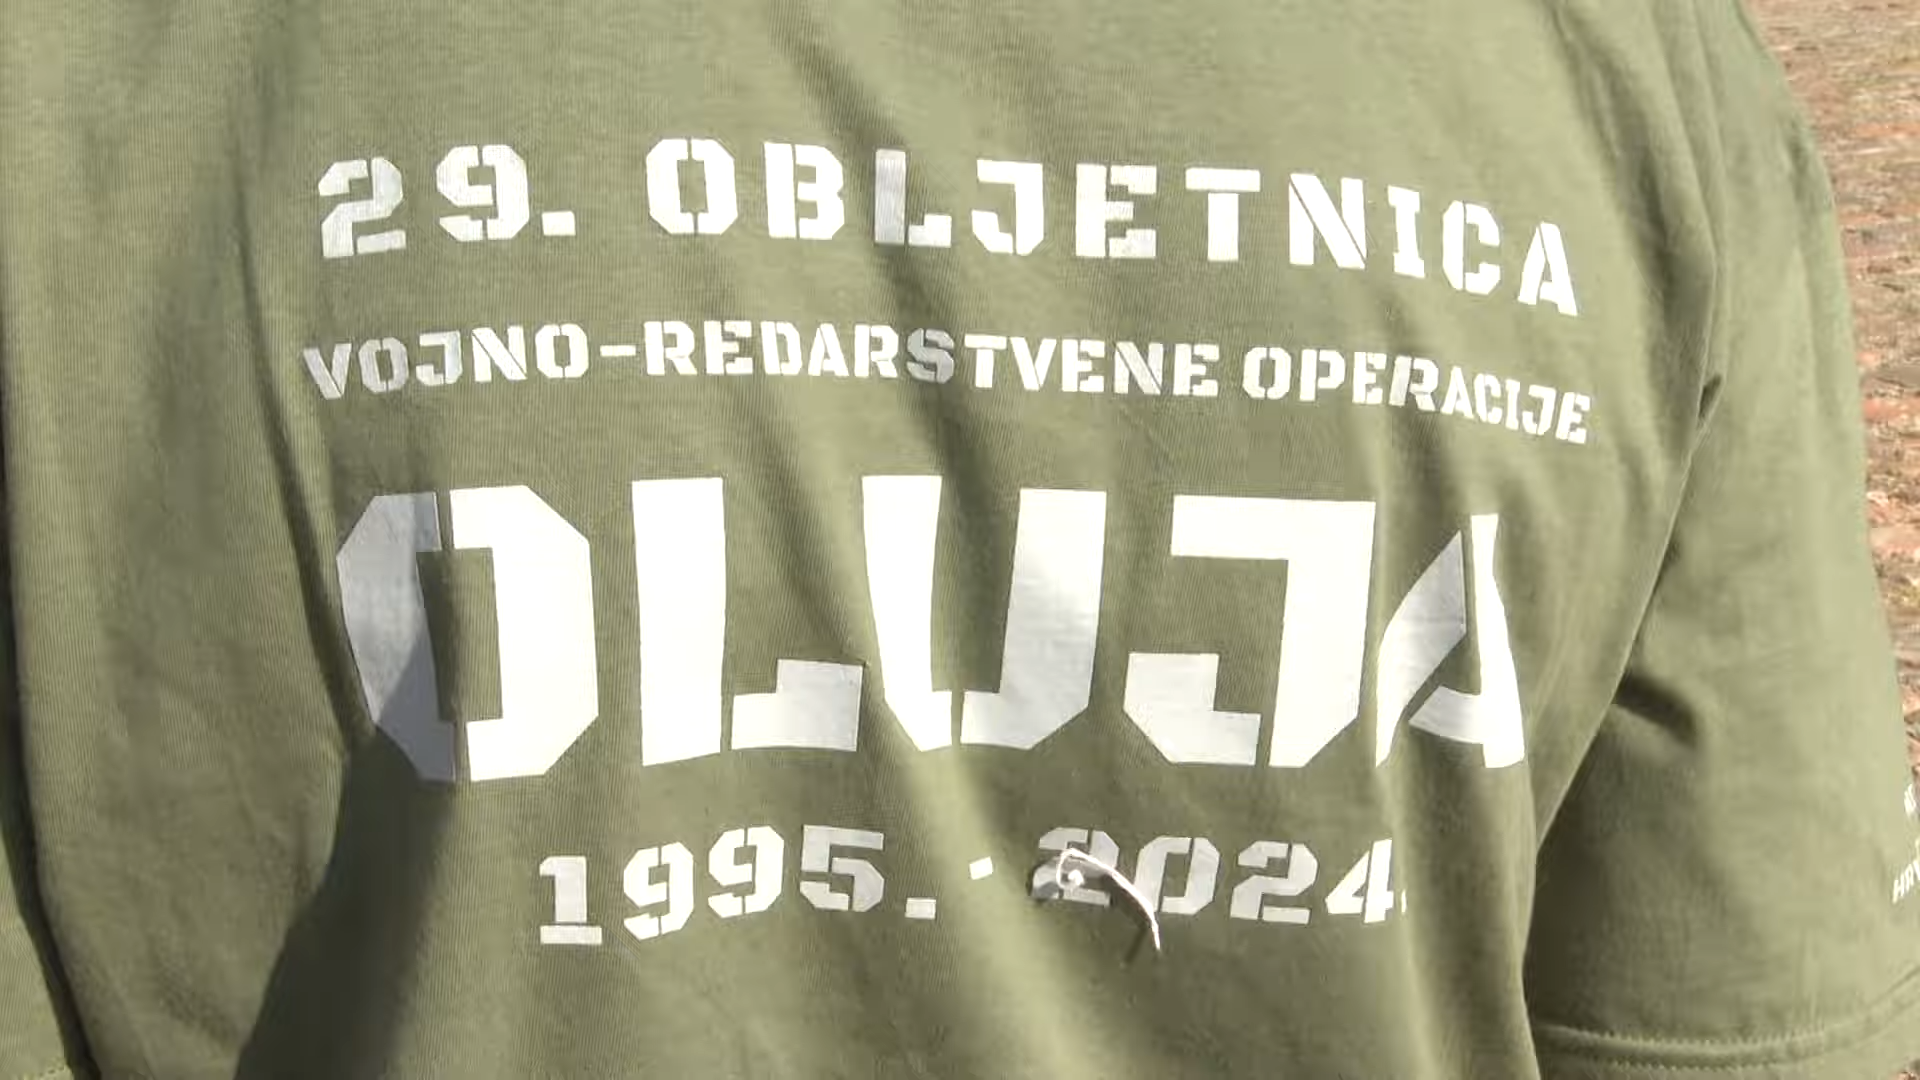 29. OBLJETNICA
VOJNO-REDARSTVENE OPERACIJE
OLUJA
1995. - 2024.